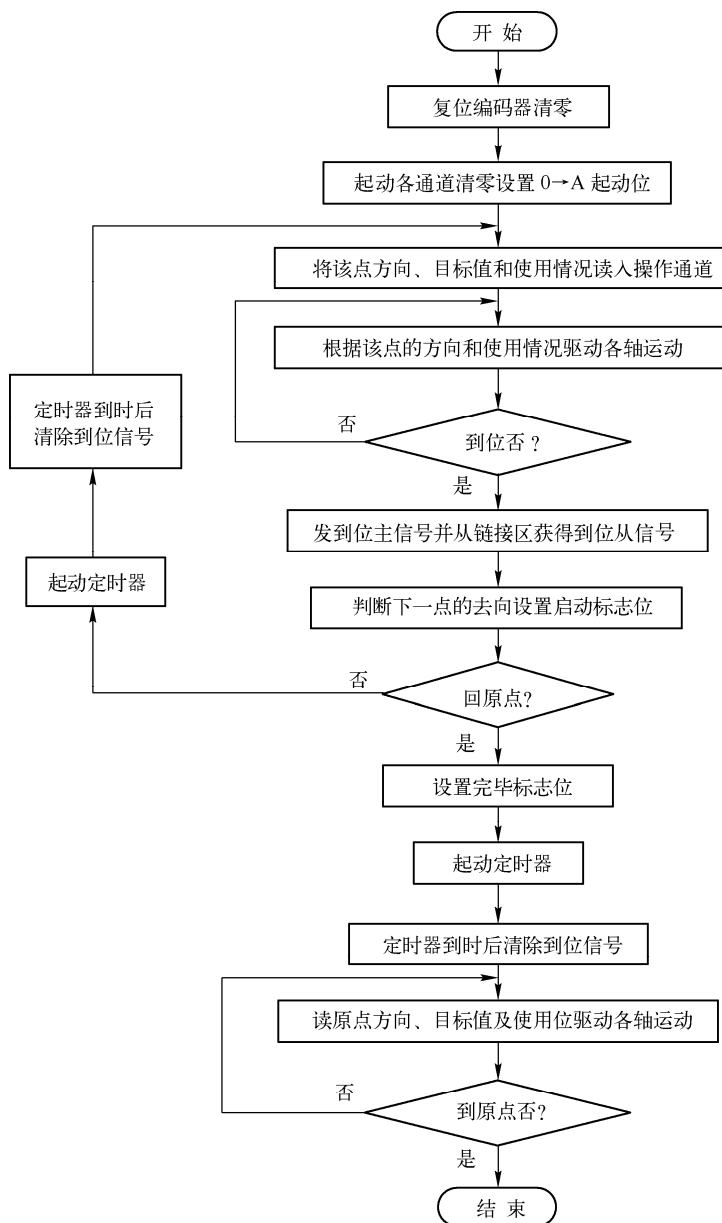 开 始
复位编码器清零
起动各通道清零设置 0→A 起动位
将该点方向、目标值和使用情况读入操作通道
根据该点的方向和使用情况驱动各轴运动
定时器到时后
清除到位信号
否
到位否?
是
发到位主信号并从链接区获得到位从信号
起动定时器
判断下一点的去向设置启动标志位
否
回原点?
是
设置完毕标志位
起动定时器
定时器到时后清除到位信号
读原点方向、目标值及使用位驱动各轴运动
否
到原点否?
是
结 束